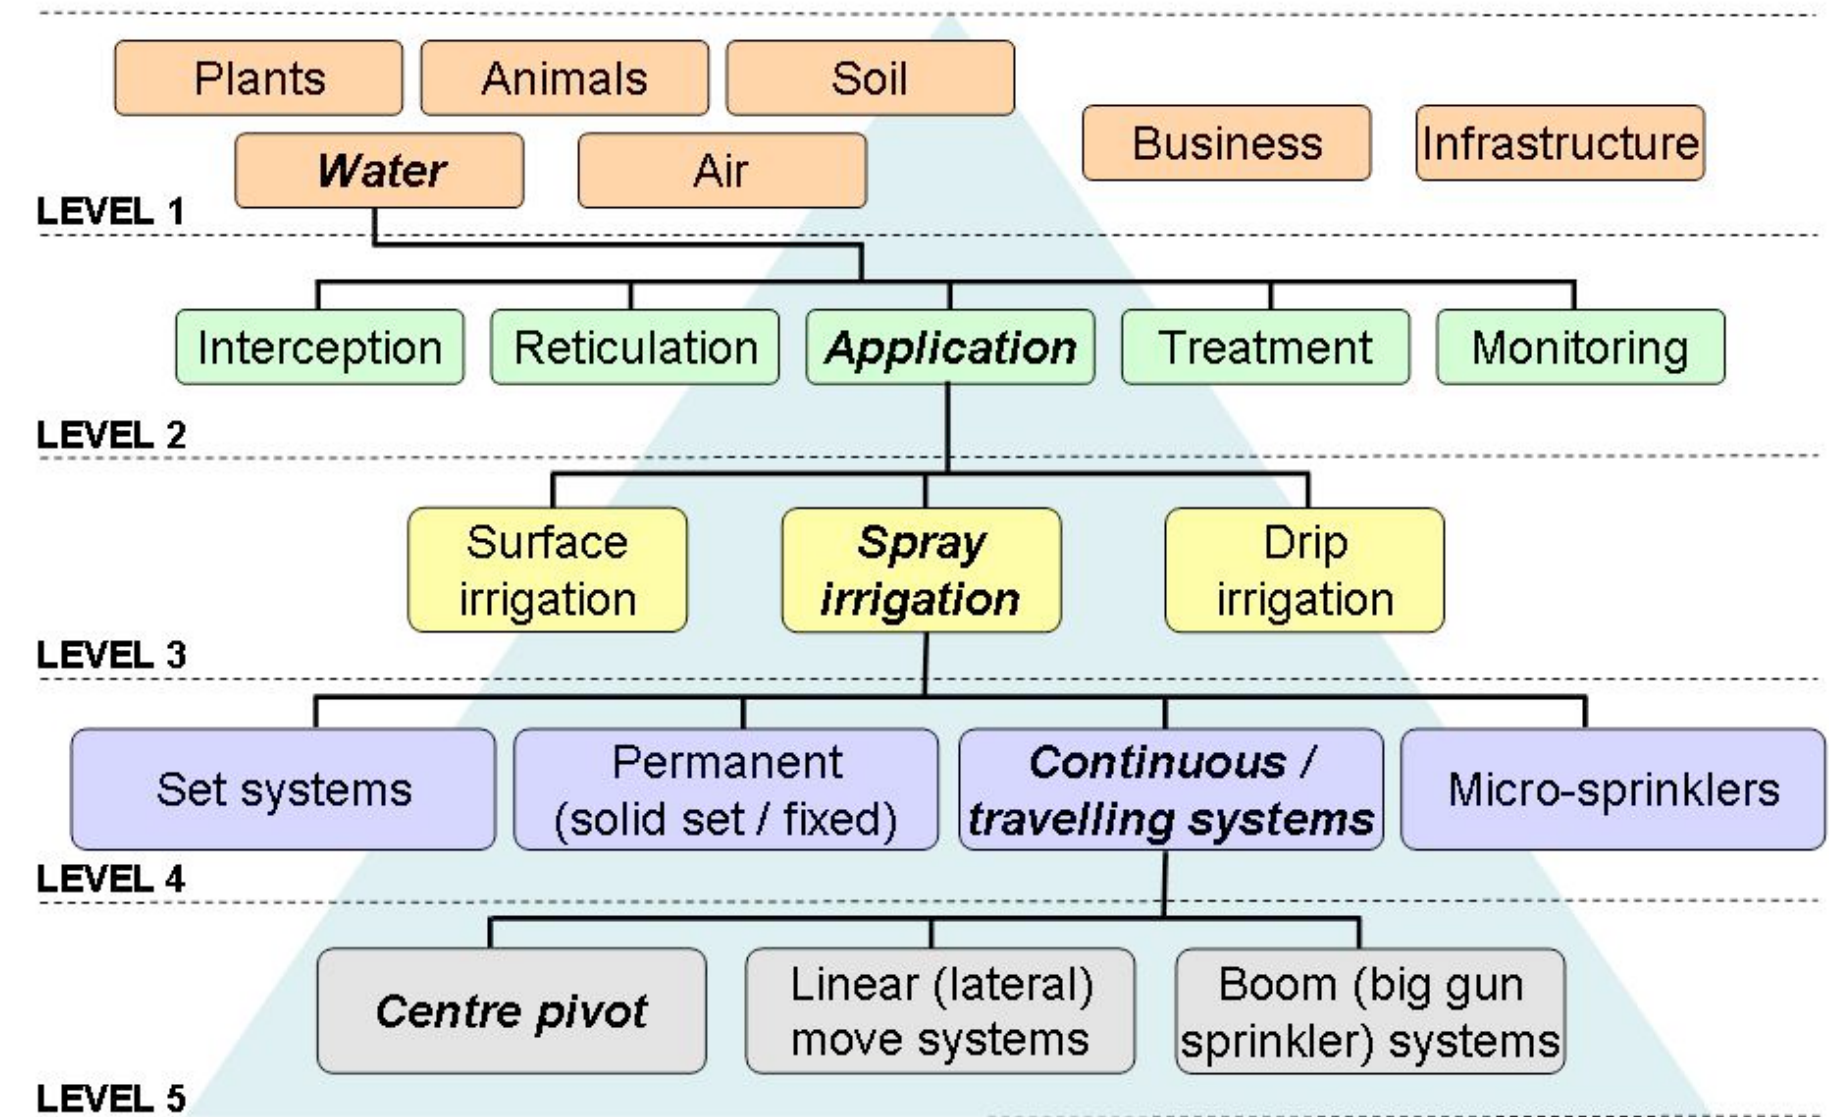 Plants
Animals
Soil
Business
Infrastructure
Water
Air
LEVEL 1
Interception
Reticulation
Application
Treatment
Monitoring
LEVEL 2
Surface
irrigation
Spray
irrigation
Drip
irrigation
LEVEL 3
Set systems
Permanent
(solid set / fixed)
Continuous /
travelling systems
Micro-sprinklers
LEVEL 4
Centre pivot
Linear (lateral)
move systems
Boom (big gun
sprinkler) systems
LEVEL 5